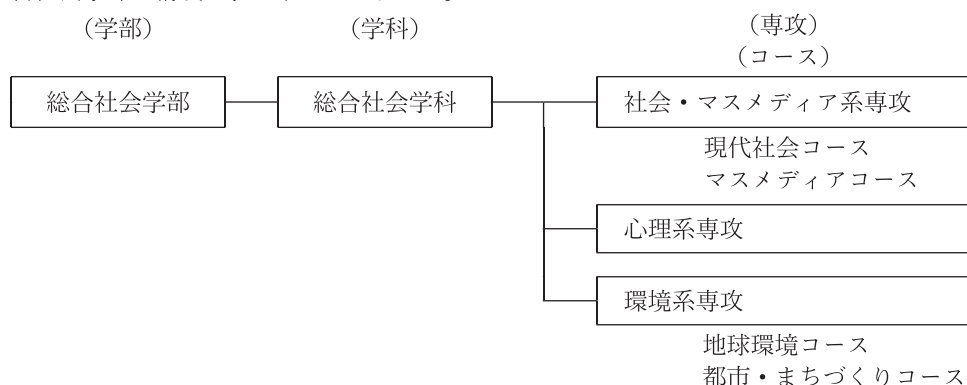 (学部) (学科) (専攻)
(コース)
総合社会学部 総合社会学科 社会・マスメディア系専攻
現代社会コース
マスメディアコース
心理系専攻
環境系専攻
地球環境コース
都市・まちづくりコース